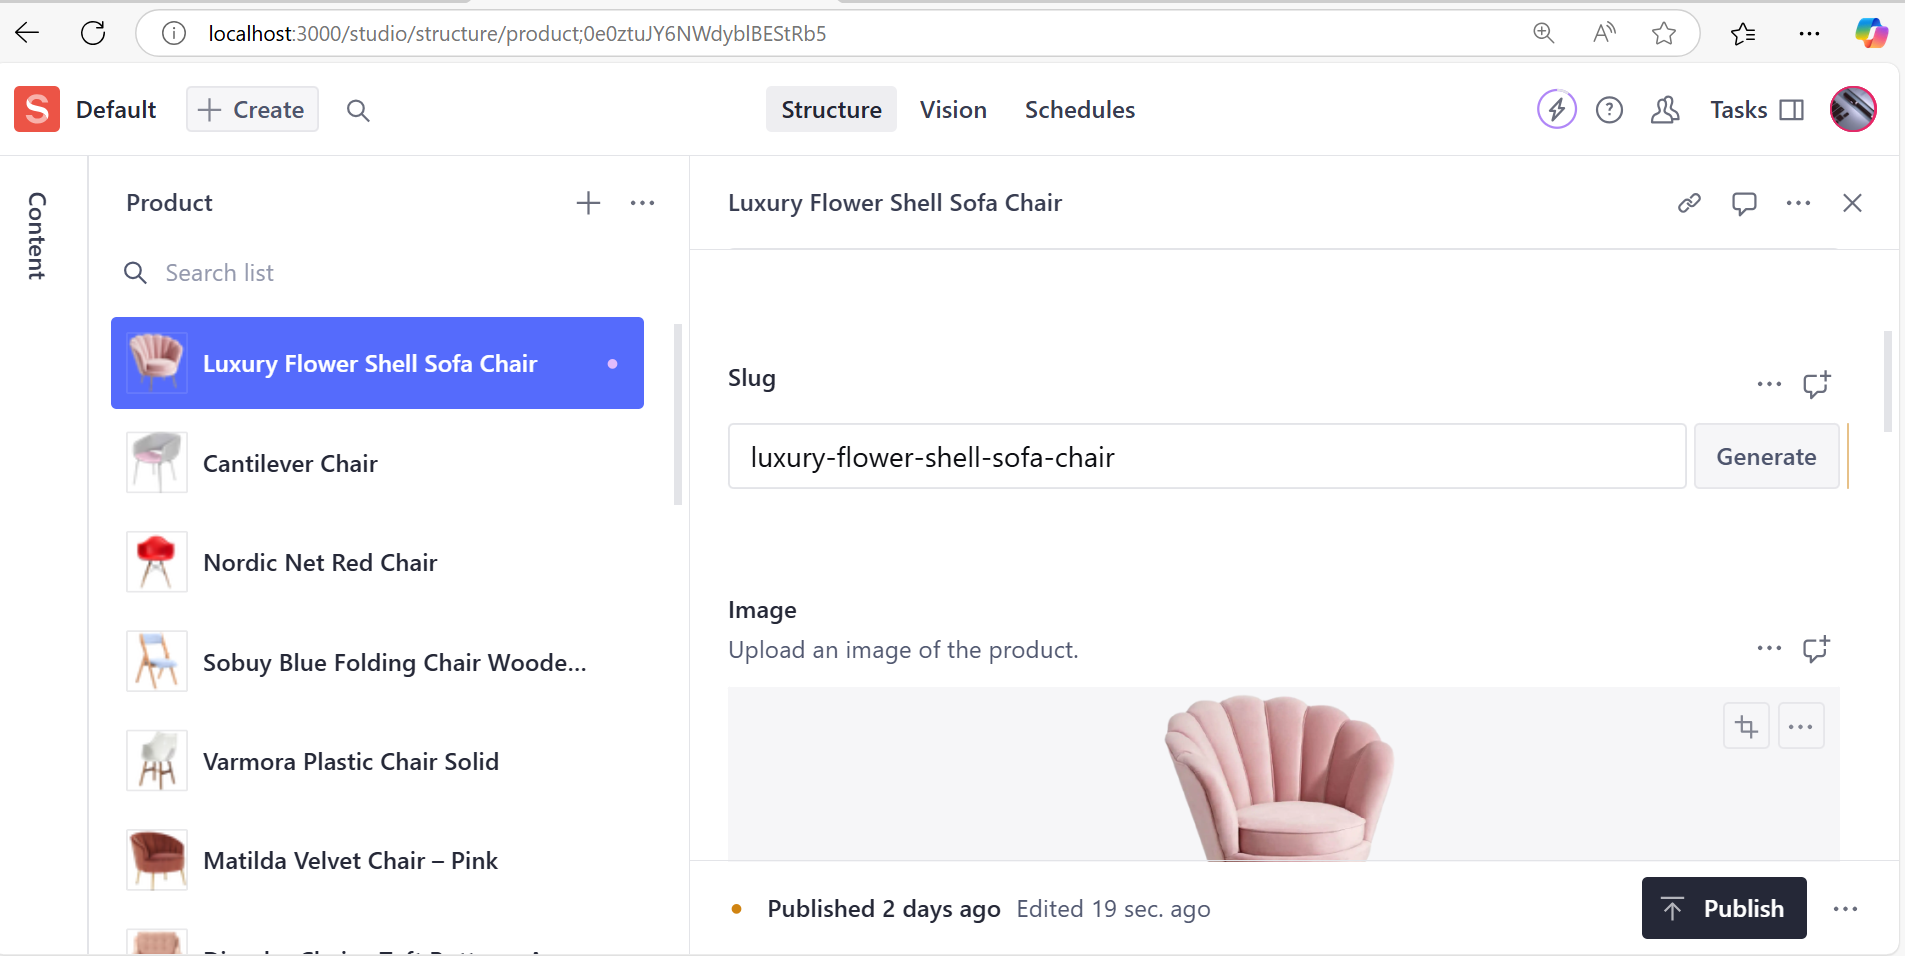 localhost:3000/studio/structure/product;0e0ztuJY6NWdyblBEStRb5
S Default
Create
Structure
Vision
Schedules
Tasks
Content
Product
Search list
Luxury Flower Shell Sofa Chair
Cantilever Chair
Nordic Net Red Chair
Sobuy Blue Folding Chair Woode...
Varmora Plastic Chair Solid
Matilda Velvet Chair – Pink
Luxury Flower Shell Sofa Chair
Slug
luxury-flower-shell-sofa-chair
Generate
Image
Upload an image of the product.
Published 2 days ago Edited 19 sec. ago
Publish